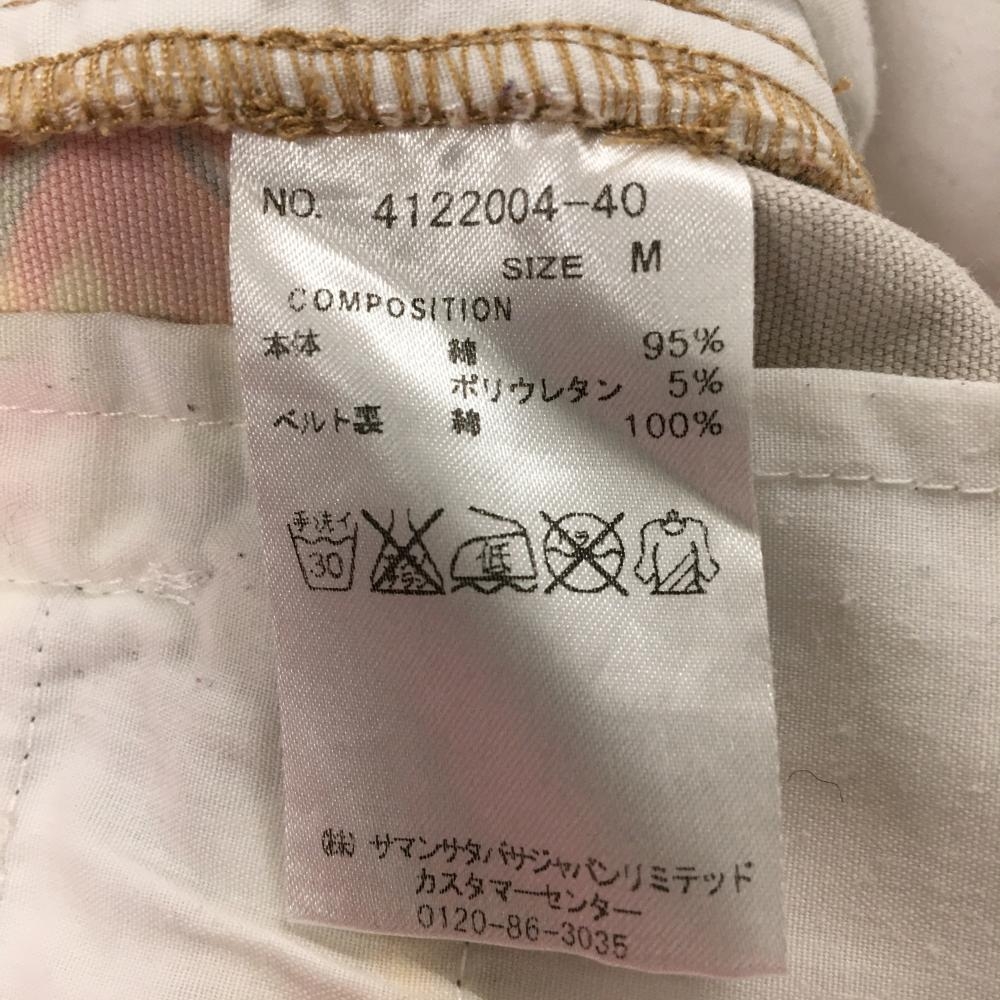 NO. 4122004-40
SIZE M
COMPOSITION
本体 綿 95%
ポリウレタン 5%
ベルト裏 綿 100%
手洗イ
30
低
(株)サマンサタバサジャパンリミテッド
カスタマーセンター
0120-86-3035